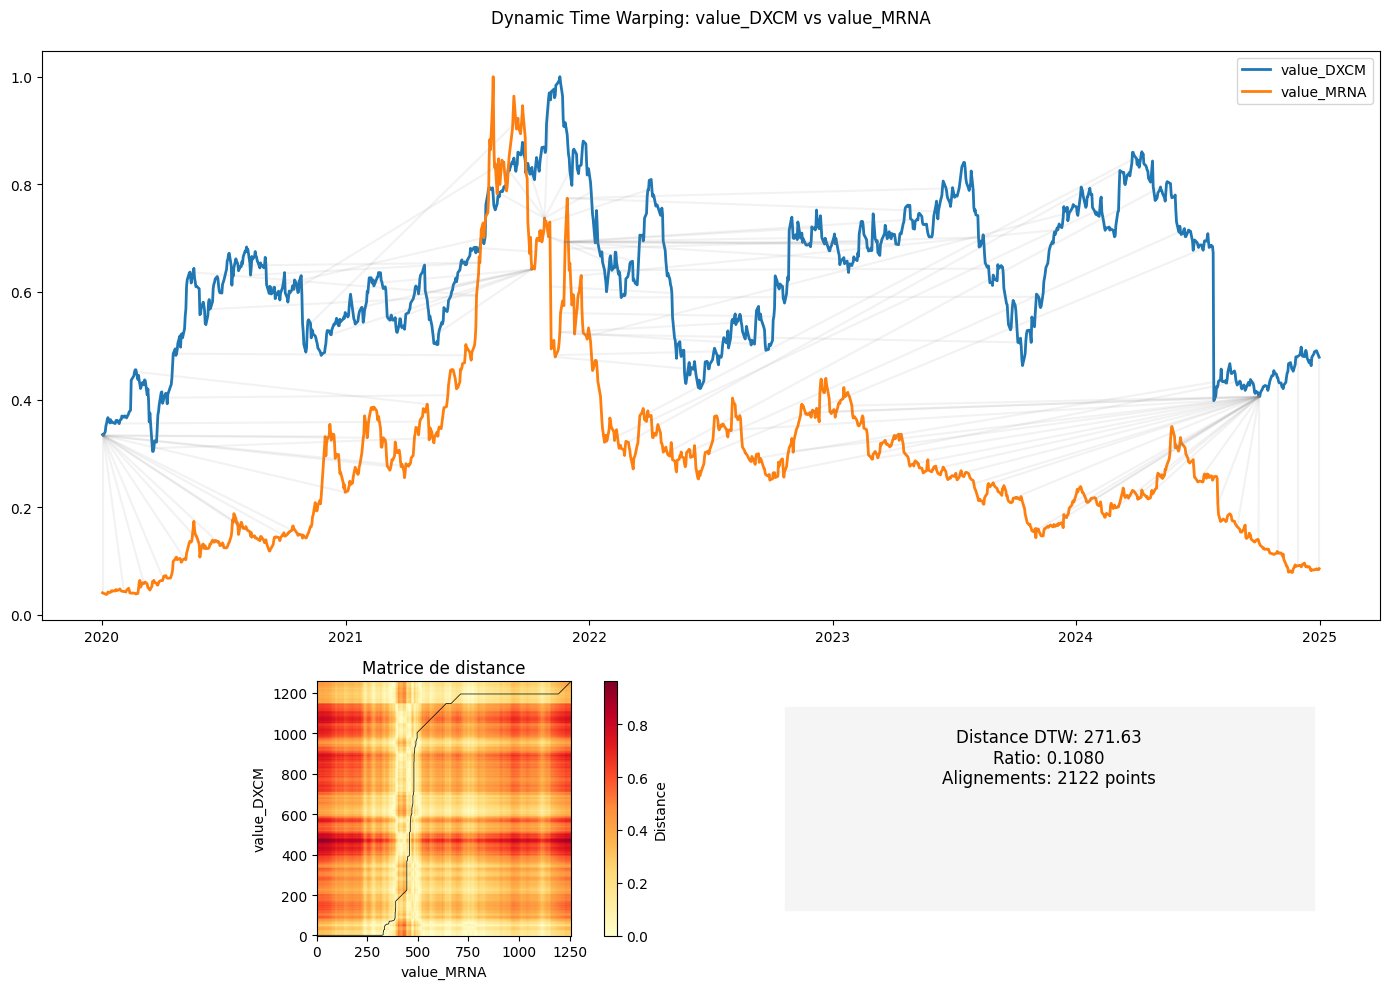 Dynamic Time Warping: value_DXCM vs value_MRNA
value_DXCM
value_MRNA
1.0
0.8
0.6
0.4
0.2
0.0
2020 2021 2022 2023 2024 2025
Matrice de distance
value_DXCM
1200
1000
800
600
400
200
0
0 250 500 750 1000 1250
value_MRNA
0.8
0.6
0.4
0.2
0.0
Distance
Distance DTW: 271.63
Ratio: 0.1080
Alignements: 2122 points